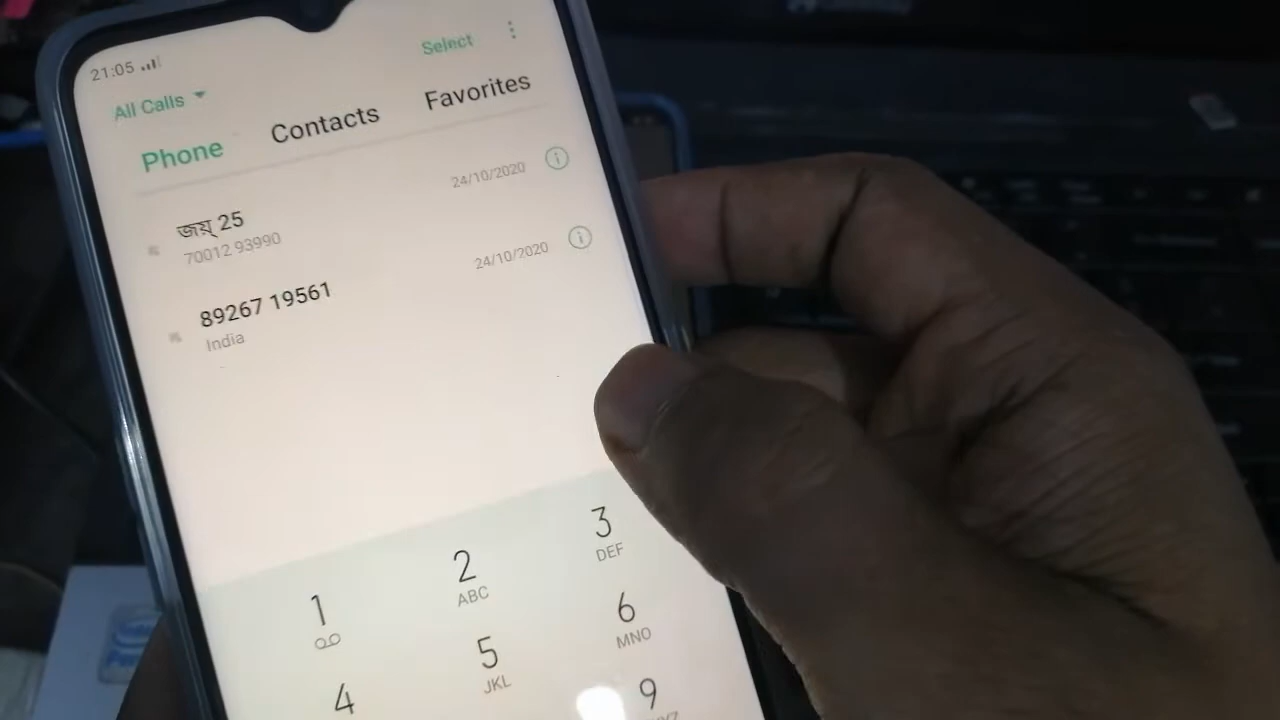 21:05
Select
All Calls
Phone Contacts Favorites
24/10/2020
জয় 25
70012 93990
24/10/2020
89267 19561
India
1
2 ABC
3 DEF
4
5 JKL
6 MNO
9